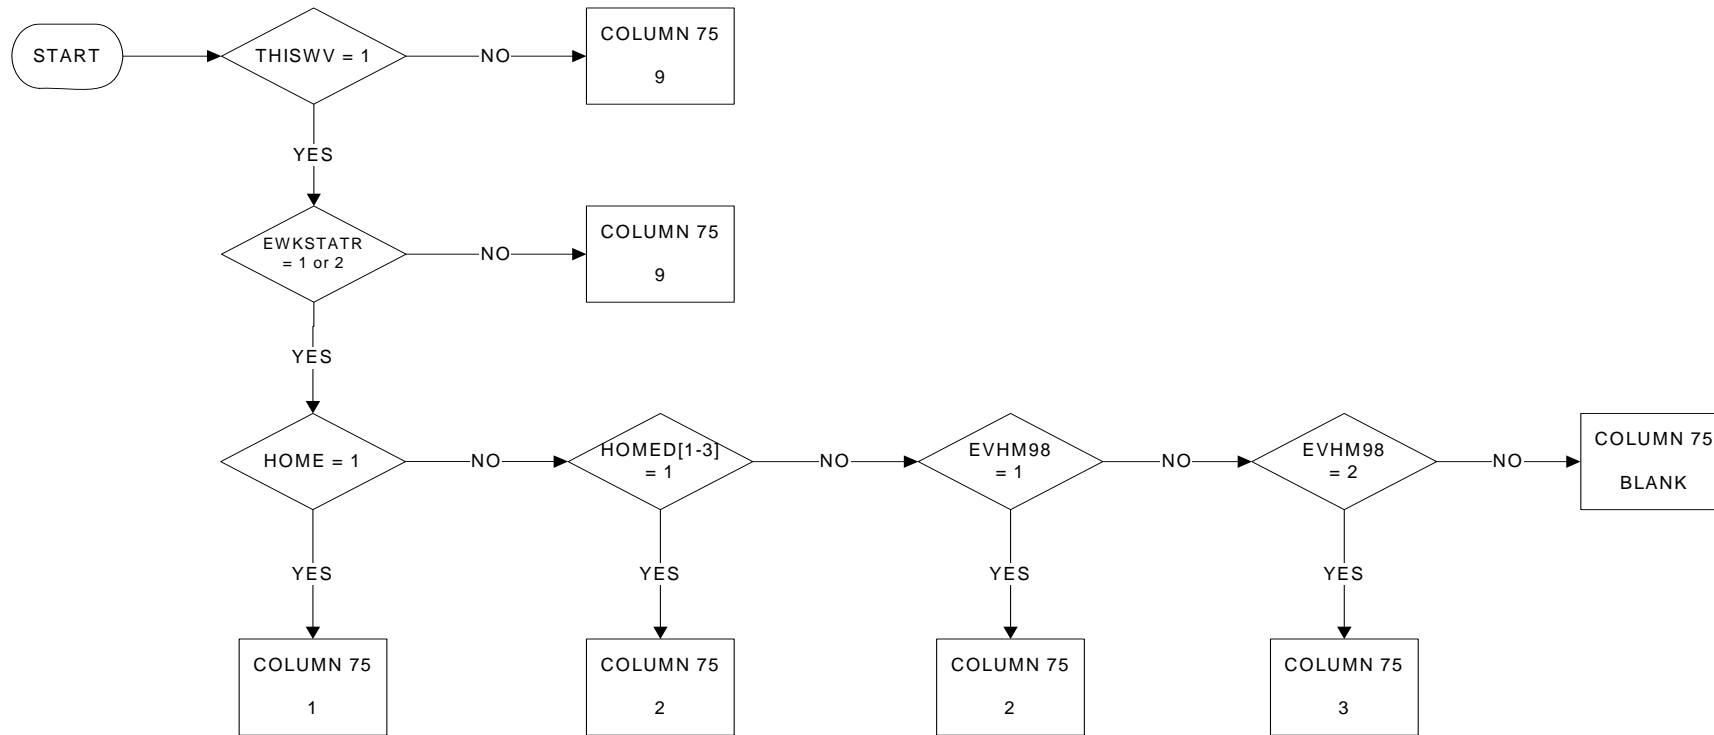 START
THISWV = 1
NO
COLUMN 75
9
YES
EWKSTATR
= 1 or 2
NO
COLUMN 75
9
YES
HOME = 1
NO
HOMED[1-3]
= 1
NO
EVHM98
= 1
NO
EVHM98
= 2
NO
COLUMN 75
BLANK
YES
YES
YES
YES
COLUMN 75
1
COLUMN 75
2
COLUMN 75
2
COLUMN 75
3